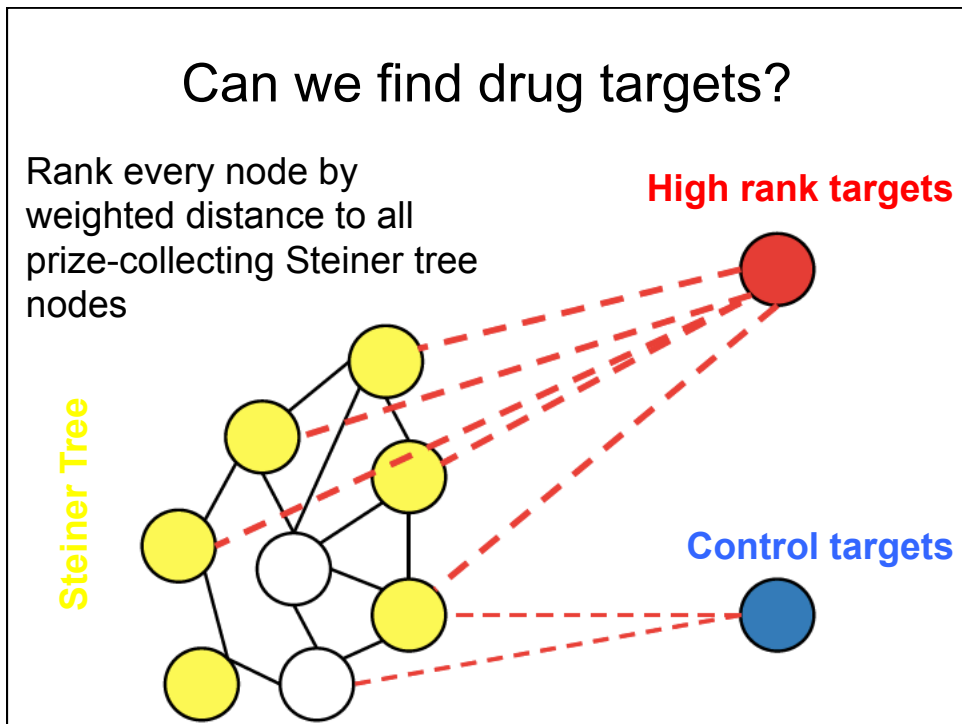 Can we find drug targets?
Rank every node by
weighted distance to all
prize-collecting Steiner tree
nodes
High rank targets
Steiner Tree
Control targets